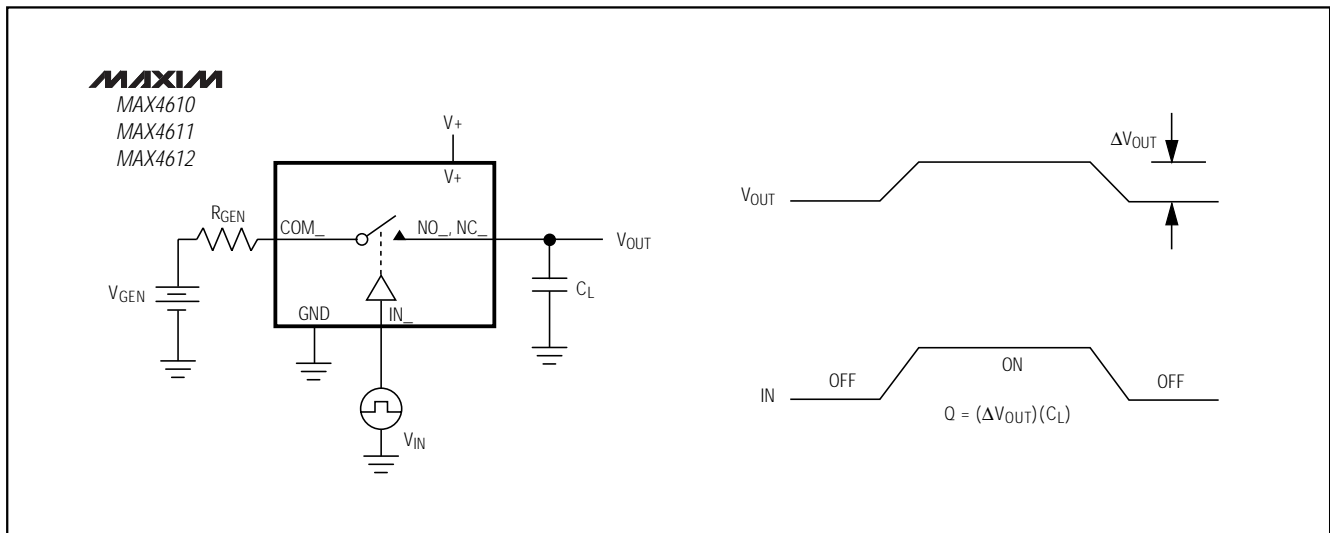 MAXIM
MAX4610
MAX4611
MAX4612
V+
V+
RGEN
COM_
NO_, NC_
VOUT
VGEN
CL
GND
IN_
VIN
ΔVOUT
VOUT
IN
OFF
ON
OFF
Q = (ΔVOUT)(CL)